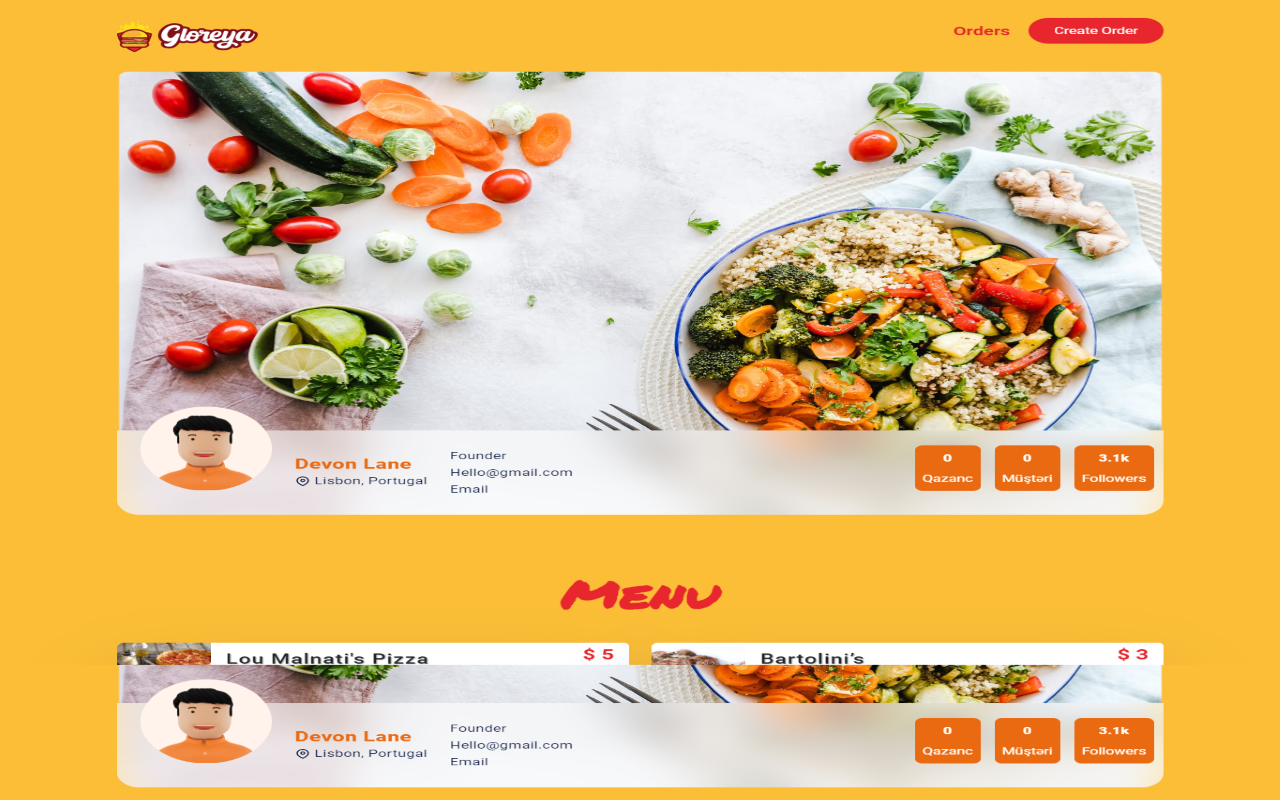 Gloreya
Orders
Create Order
Devon Lane
Lisbon, Portugal
Founder
Hello@gmail.com
Email
0
Qazanc
0
Müştəri
3.1k
Followers
Menu
Lou Malnati's Pizza
$ 5
Bartolini’s
$ 3
Devon Lane
Lisbon, Portugal
Founder
Hello@gmail.com
Email
0
Qazanc
0
Müştəri
3.1k
Followers